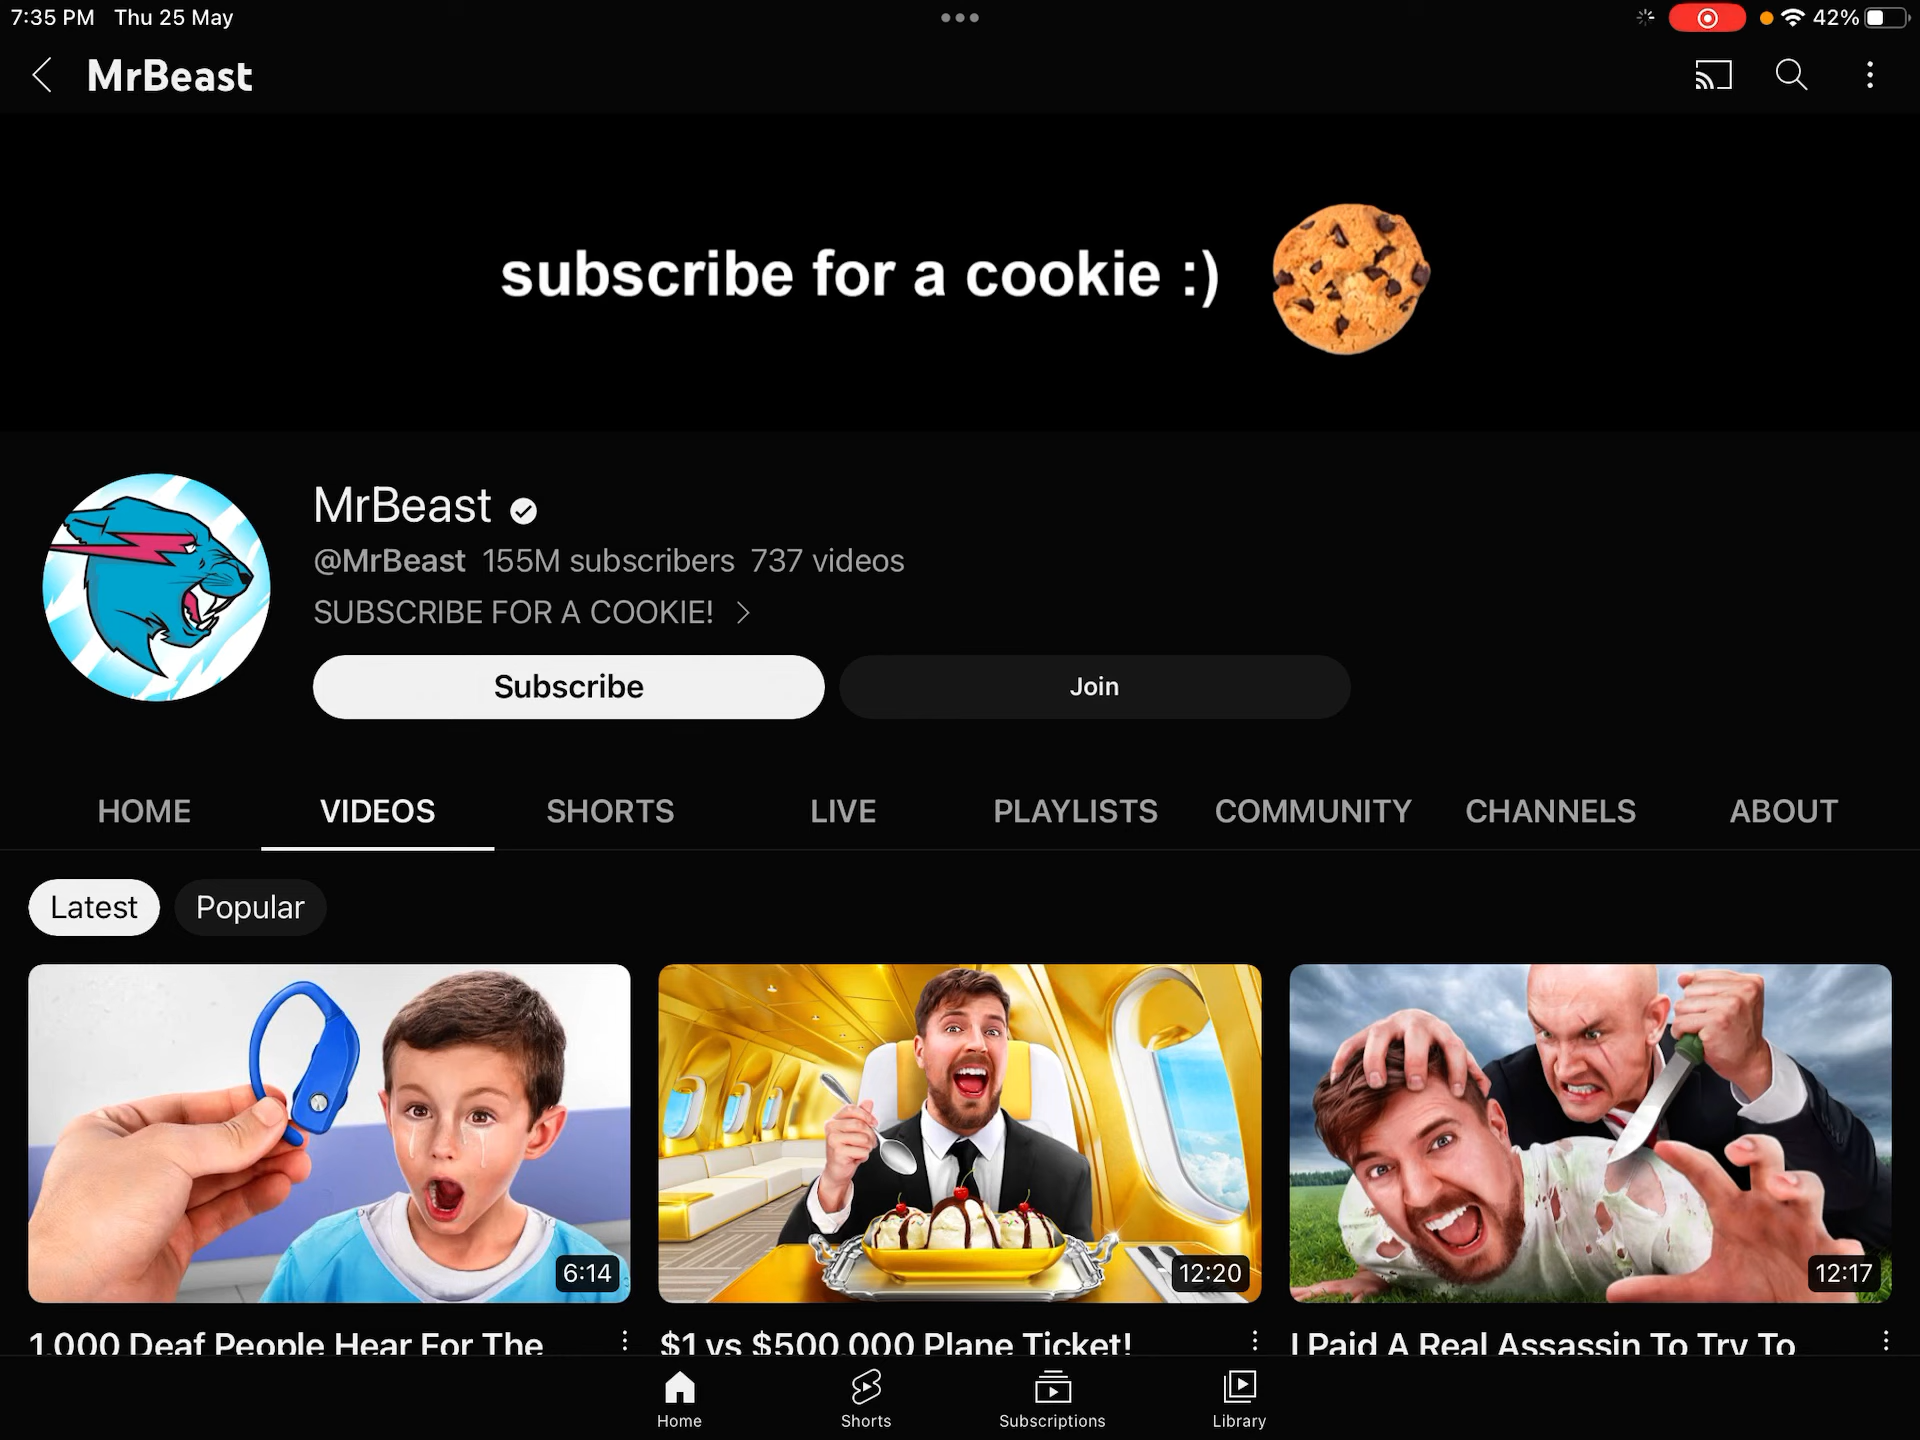 7:35 PM Thu 25 May
42%
MrBeast
subscribe for a cookie :)
MrBeast
@MrBeast 155M subscribers 737 videos
SUBSCRIBE FOR A COOKIE!
Subscribe
Join
HOME VIDEOS SHORTS LIVE PLAYLISTS COMMUNITY CHANNELS ABOUT
Latest Popular
6:14 12:20 12:17
1,000 Deaf People Hear For The
$1 vs $500,000 Plane Ticket!
I Paid A Real Assassin To Try To
Home Shorts Subscriptions Library